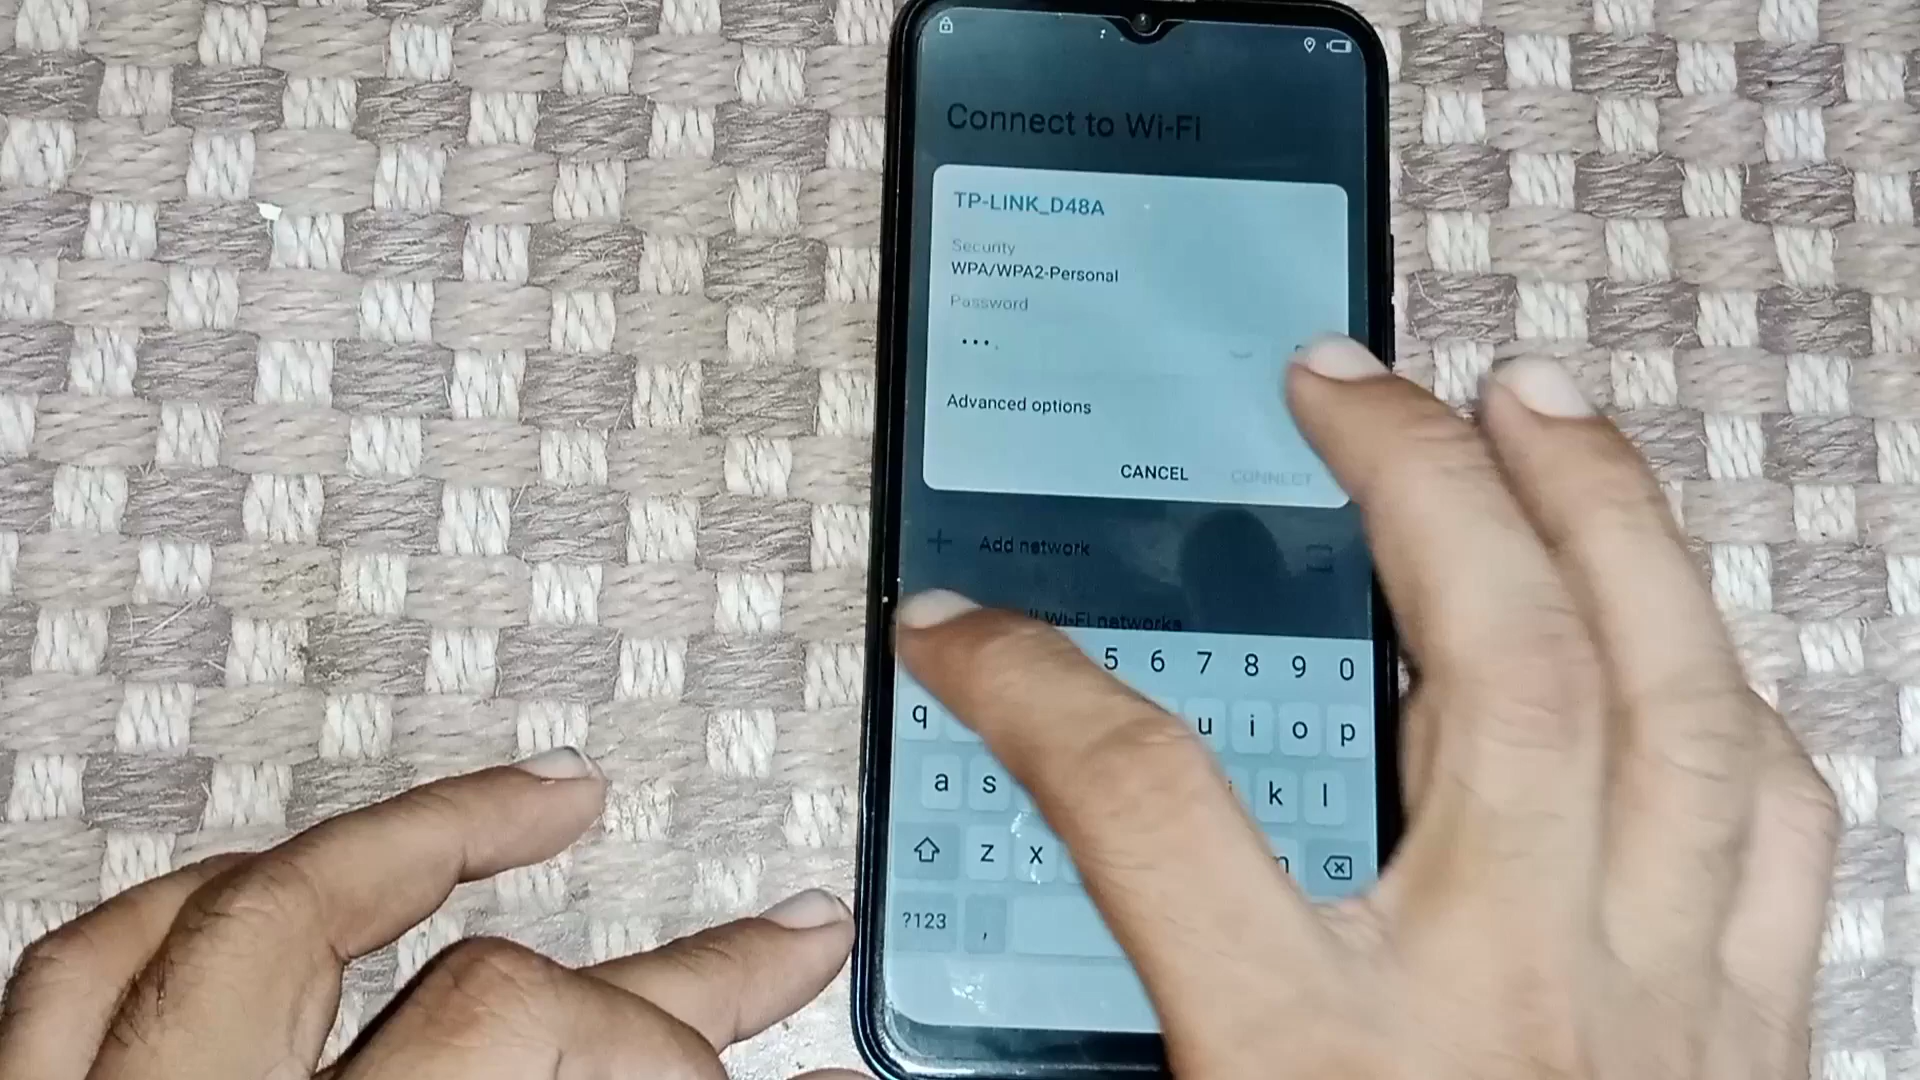 Connect to Wi-Fi
TP-LINK_D48A
Security
WPA/WPA2-Personal
Password
Advanced options
CANCEL CONNECT
Add network
Wi-Fi networks
5 6 7 8 9 0
q u i o p
a s k l
z x
?123 ,